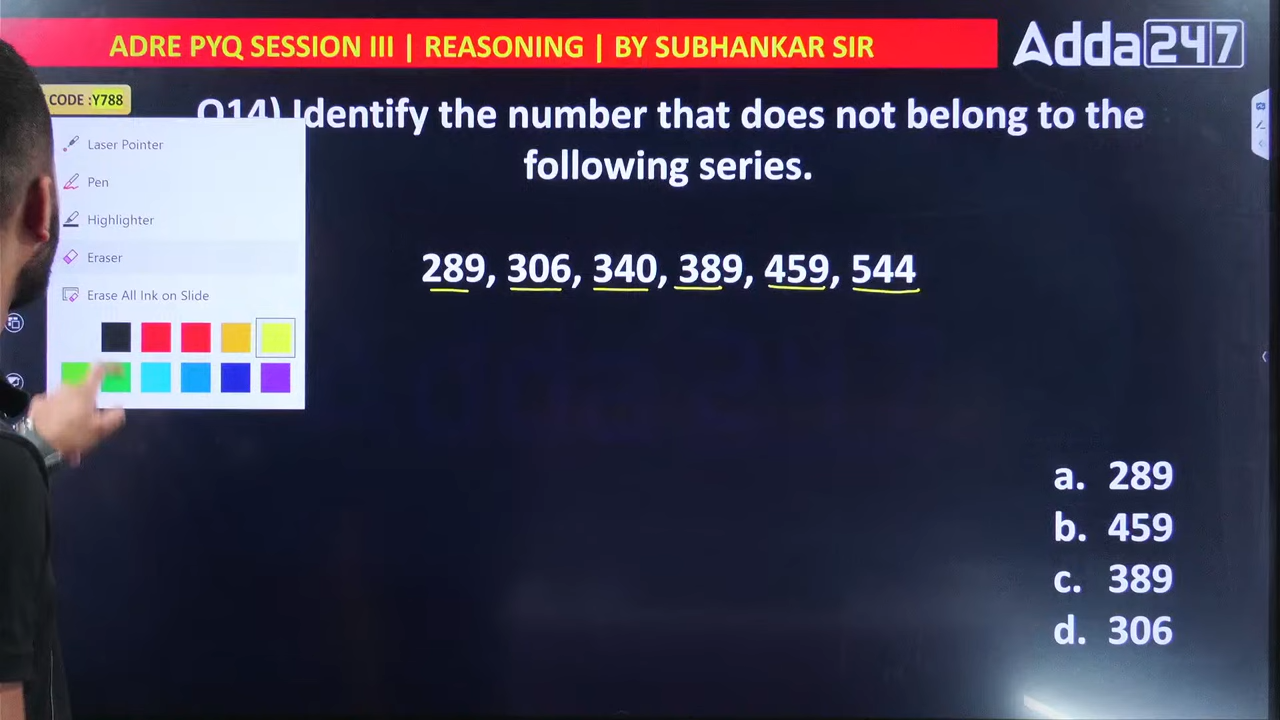 ADRE PYQ SESSION III | REASONING | BY SUBHANKAR SIR
Adda247
CODE :Y788
Q14) Identify the number that does not belong to the
following series.
Laser Pointer
Pen
Highlighter
Eraser
Erase All Ink on Slide
289, 306, 340, 389, 459, 544
a. 289
b. 459
c. 389
d. 306